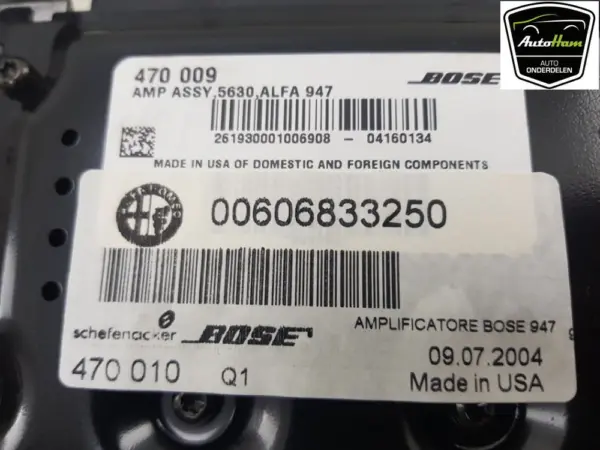 AutoHam
AUTO
ONDERDELEN
470 009
BOSE
AMP ASSY,5630,ALFA 947
261930001006908 - 04160134
MADE IN USA OF DOMESTIC AND FOREIGN COMPONENTS
00606833250
schefenacker BOSE
AMPLIFICATORE BOSE 947
09.07.2004
470 010 Q1
Made in USA